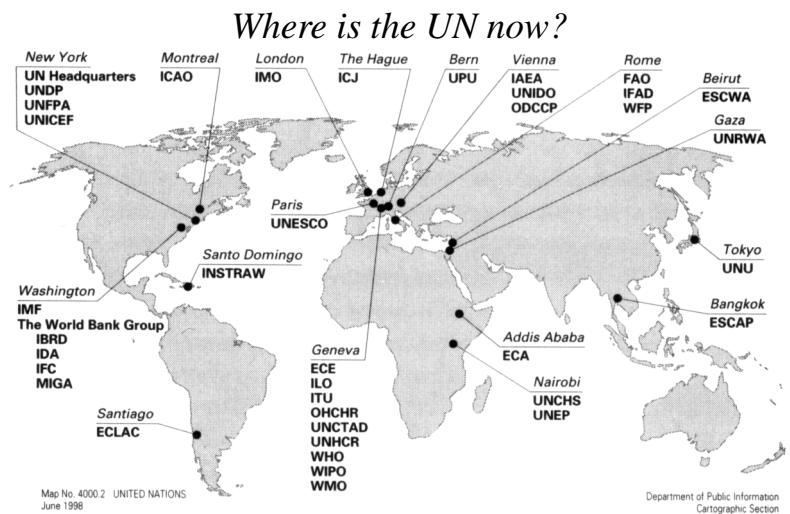 Where is the UN now?
New York
UN Headquarters
UNDP
UNFPA
UNICEF
Montreal
ICAO
London
IMO
The Hague
ICJ
Bern
UPU
Vienna
IAEA
UNIDO
ODCCP
Rome
FAO
IFAD
WFP
Beirut
ESCWA
Gaza
UNRWA
Paris
UNESCO
Santo Domingo
INSTRAW
Tokyo
UNU
Washington
IMF
The World Bank Group
IBRD
IDA
IFC
MIGA
Bangkok
ESCAP
Addis Ababa
ECA
Geneva
ECE
ILO
ITU
OHCHR
UNCTAD
UNHCR
WHO
WIPO
WMO
Nairobi
UNCHS
UNEP
Santiago
ECLAC
Map No. 4000.2 UNITED NATIONS
June 1998
Department of Public Information
Cartographic Section